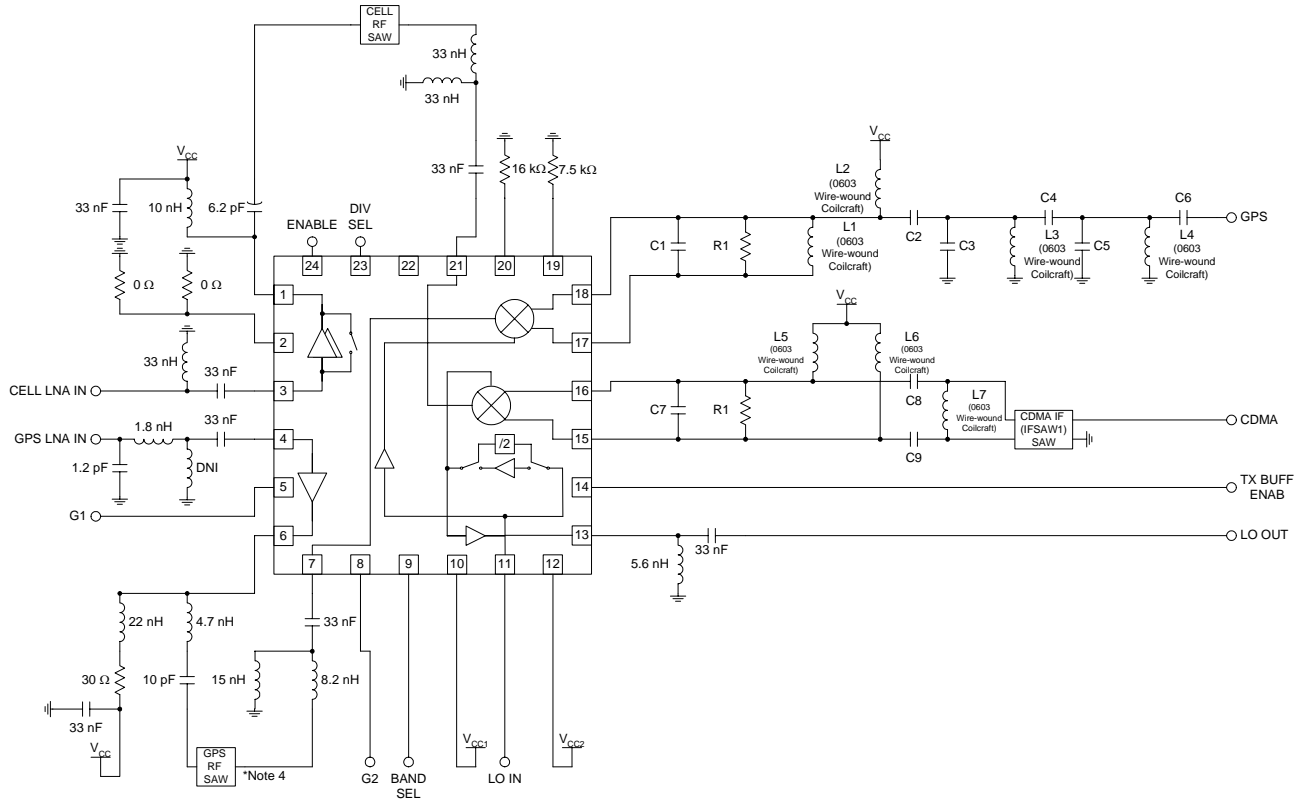 CELL
RF
SAW
33 nH
33 nH
33 nF
16 kΩ
7.5 kΩ
VCC
33 nF
10 nH
6.2 pF
ENABLE
DIV
SEL
0 Ω
0 Ω
24
23
22
21
20
19
1
2
3
4
5
6
18
17
16
15
14
13
7
8
9
10
11
12
/2
33 nH
33 nF
CELL LNA IN
GPS LNA IN
1.8 nH
33 nF
1.2 pF
DNI
G1
22 nH
4.7 nH
30 Ω
10 pF
33 nF
VCC
GPS
RF
SAW
*Note 4
33 nF
15 nH
8.2nH
G2
BAND
SEL
VCC1
LO IN
VCC2
VCC
L2
(0603
Wire-wound
Coilcraft)
C1
R1
L1
(0603
Wire-wound
Coilcraft)
C2
C3
C4
L3
(0603
Wire-wound
Coilcraft)
C5
C6
L4
(0603
Wire-wound
Coilcraft)
GPS
VCC
L5
(0603
Wire-wound
Coilcraft)
L6
(0603
Wire-wound
Coilcraft)
C7
R1
C8
C9
L7
(0603
Wire-wound
Coilcraft)
CDMA IF
(IFSAW1)
SAW
CDMA
TX BUFF
ENAB
5.6 nH
33 nF
LO OUT